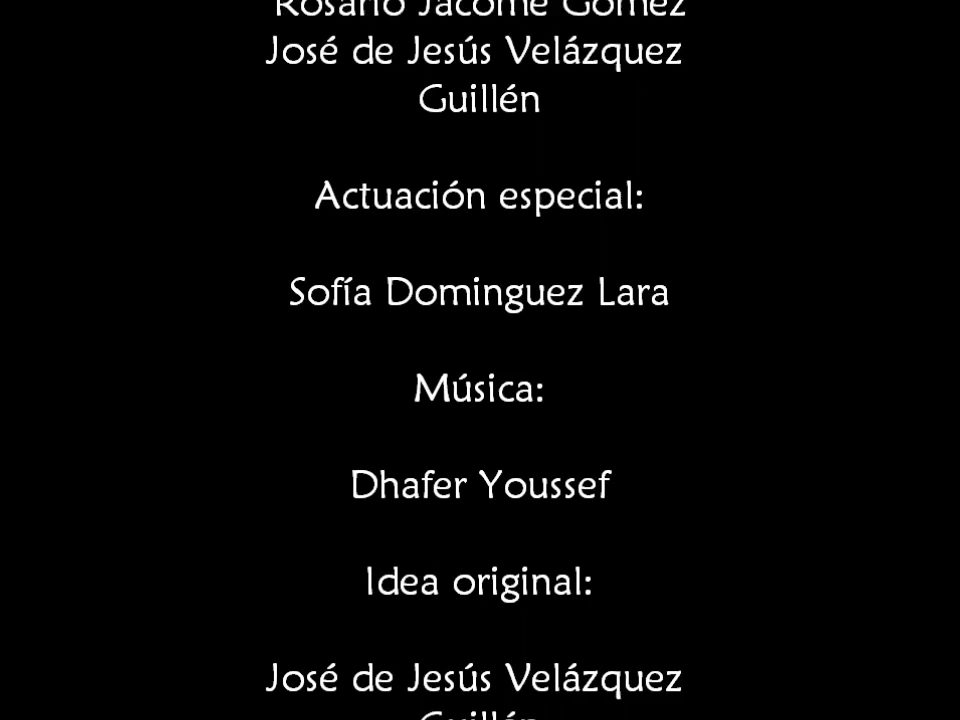 Rosario Jácome Gómez
José de Jesús Velázquez
Guillén
Actuación especial:
Sofía Dominguez Lara
Música:
Dhafer Youssef
Idea original:
José de Jesús Velázquez
Guillén